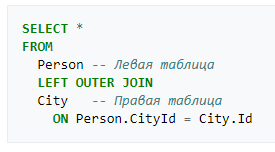 SELECT *
FROM
  Person -- Левая таблица
  LEFT OUTER JOIN
  City   -- Правая таблица
    ON Person.CityId = City.Id